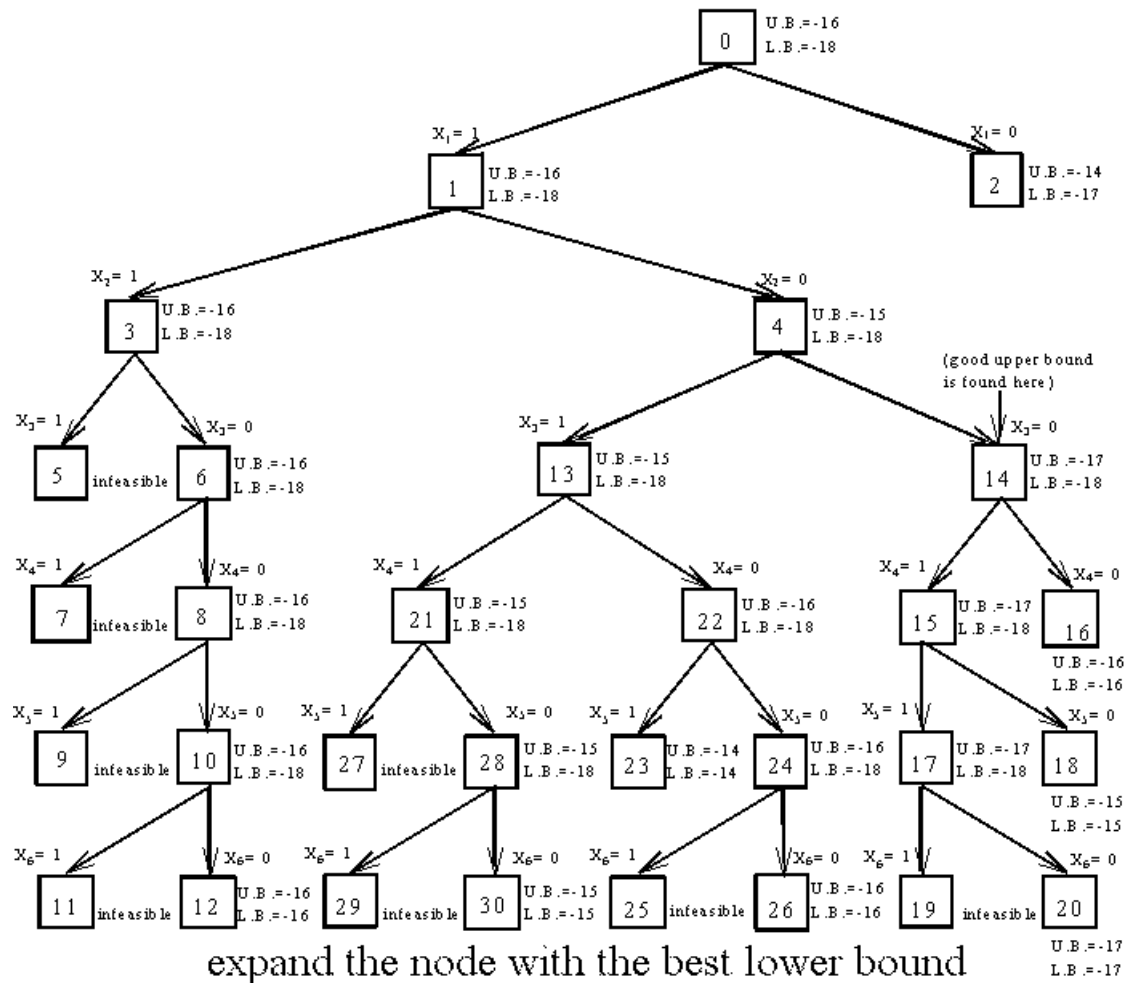 0
U.B.=-16
L.B.=-18
X₁= 1
X₁= 0
1
U.B.=-16
L.B.=-18
2
U.B.=-14
L.B.=-17
X₂= 1
X₂= 0
3
U.B.=-16
L.B.=-18
4
U.B.=-15
L.B.=-18
(good upper bound
is found here)
X₃= 1
X₃= 0
X₃= 1
X₃= 0
5
infeasible
6
U.B.=-16
L.B.=-18
13
U.B.=-15
L.B.=-18
14
U.B.=-17
L.B.=-18
X₄= 1
X₄= 0
X₄= 1
X₄= 0
X₄= 1
X₄= 0
7
infeasible
8
U.B.=-16
L.B.=-18
21
U.B.=-15
L.B.=-18
22
U.B.=-16
L.B.=-18
15
U.B.=-17
L.B.=-18
16
U.B.=-16
L.B.=-16
X₅= 1
X₅= 0
X₅= 1
X₅= 0
X₅= 1
X₅= 0
X₅= 1
X₅= 0
9
infeasible
10
U.B.=-16
L.B.=-18
27
infeasible
28
U.B.=-15
L.B.=-18
23
U.B.=-14
L.B.=-14
24
U.B.=-16
L.B.=-18
17
U.B.=-17
L.B.=-18
18
U.B.=-15
L.B.=-15
X₆= 1
X₆= 0
X₆= 1
X₆= 0
X₆= 1
X₆= 0
X₆= 1
X₆= 0
11
infeasible
12
U.B.=-16
L.B.=-16
29
infeasible
30
U.B.=-15
L.B.=-15
25
infeasible
26
U.B.=-16
L.B.=-16
19
infeasible
20
U.B.=-17
L.B.=-17
expand the node with the best lower bound